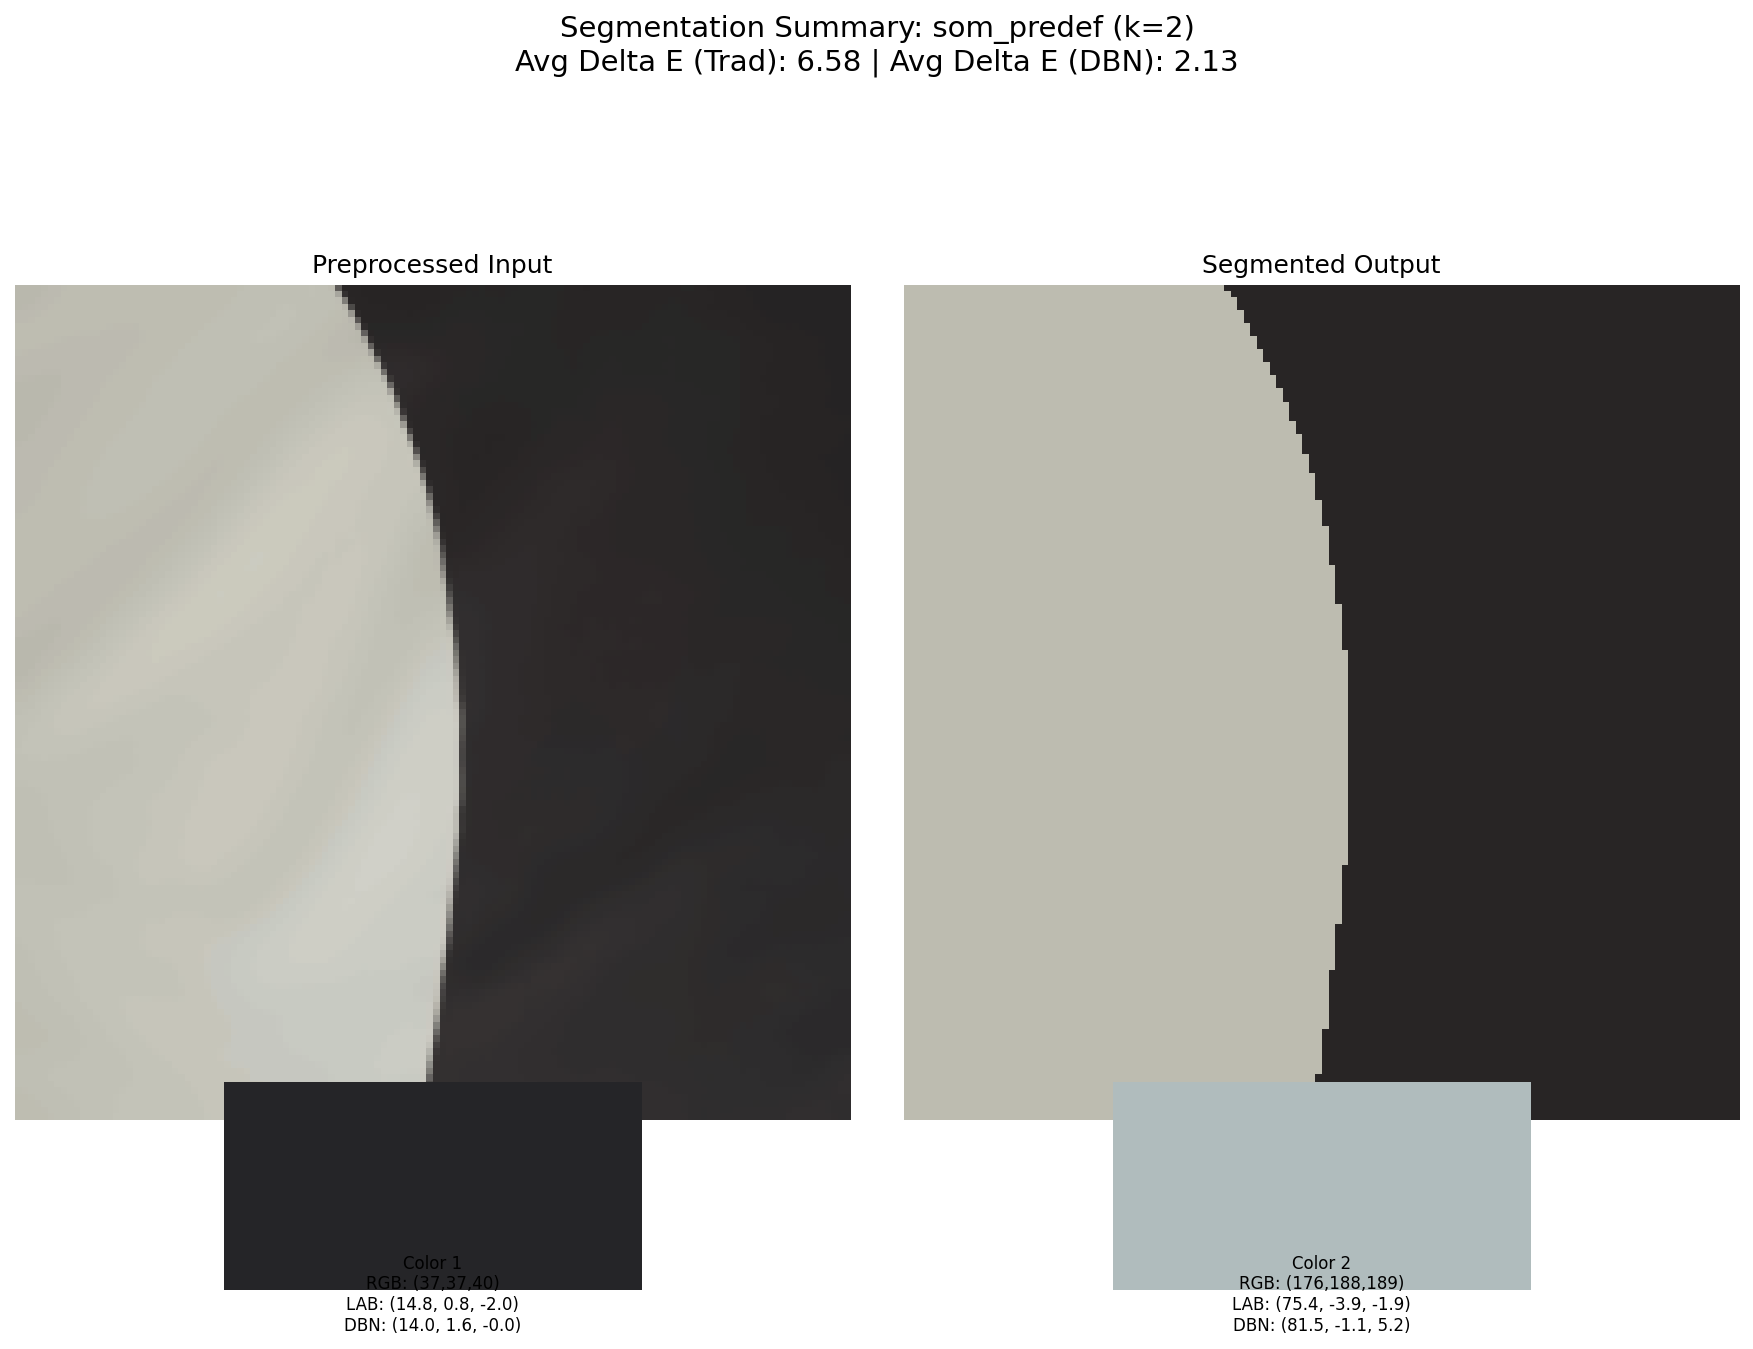 Segmentation Summary: som_predef (k=2)
Avg Delta E (Trad): 6.58 | Avg Delta E (DBN): 2.13
Preprocessed Input
Segmented Output
Color 1
RGB: (37,37,40)
LAB: (14.8, 0.8, -2.0)
DBN: (14.0, 1.6, -0.0)
Color 2
RGB: (176,188,189)
LAB: (75.4, -3.9, -1.9)
DBN: (81.5, -1.1, 5.2)